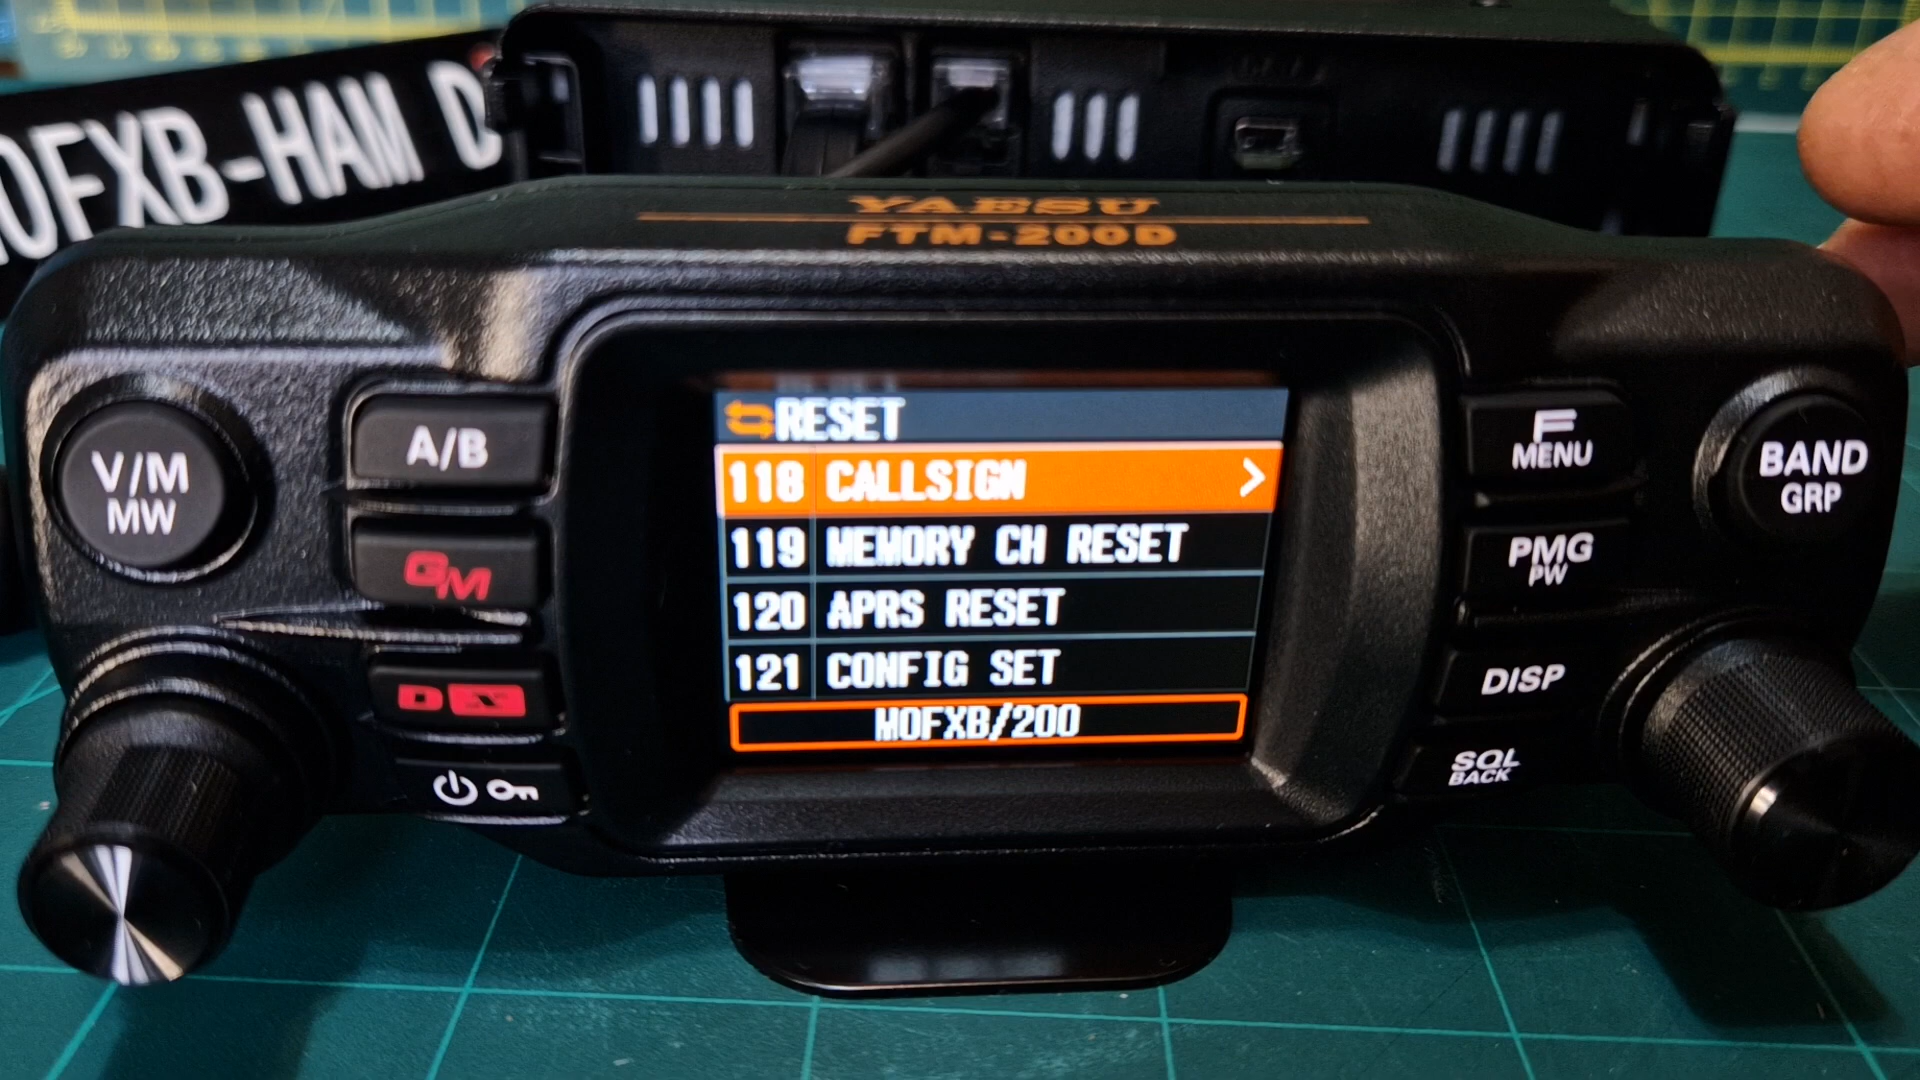 M0FXB-HAM
YAESU
FTM-200D
V/M
MW
A/B
GM
DX
RESET
118 CALLSIGN >
119 MEMORY CH RESET
120 APRS RESET
121 CONFIG SET
M0FXB/200
F
MENU
PMG
PW
DISP
SQL
BACK
BAND
GRP